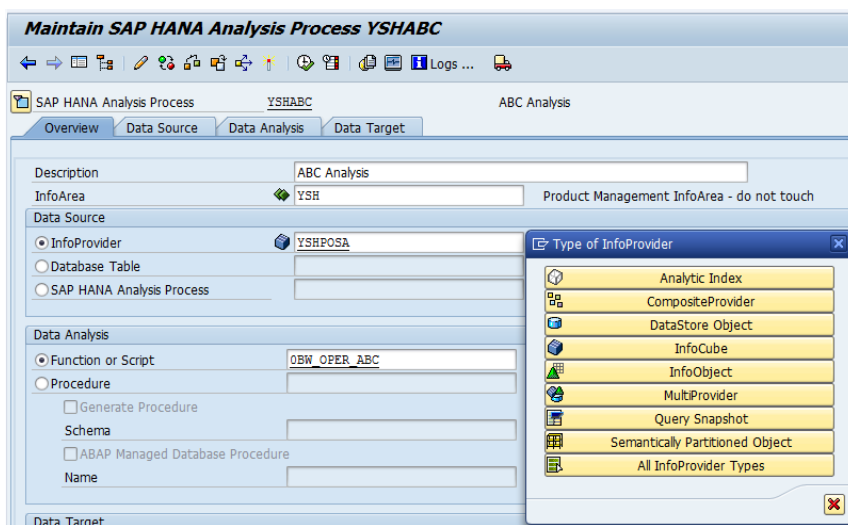 Maintain SAP HANA Analysis Process YSHABC
Logs ...
SAP HANA Analysis Process YSHABC ABC Analysis
Overview Data Source Data Analysis Data Target
Description ABC Analysis
InfoArea YSH Product Management InfoArea - do not touch
Data Source
InfoProvider YSHPOSA
Database Table
SAP HANA Analysis Process
Data Analysis
Function or Script 0BW_OPER_ABC
Procedure
Generate Procedure
Schema
ABAP Managed Database Procedure
Name
Data Target
Type of InfoProvider
Analytic Index
CompositeProvider
DataStore Object
InfoCube
InfoObject
MultiProvider
Query Snapshot
Semantically Partitioned Object
All InfoProvider Types